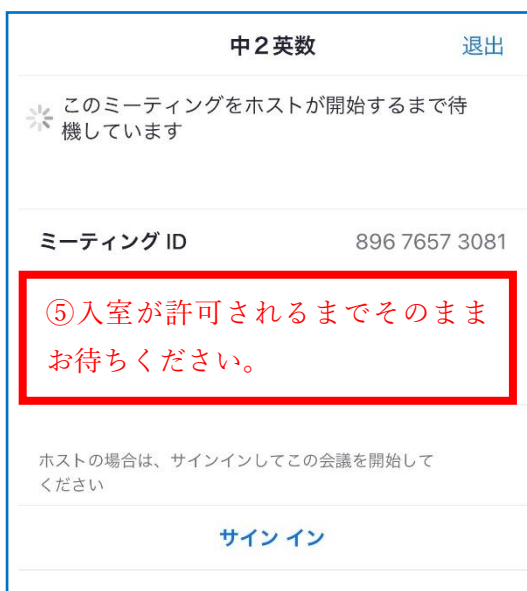 中2英数 退出
このミーティングをホストが開始するまで待
機しています
ミーティング ID 896 7657 3081
⑤入室が許可されるまでそのまま
お待ちください。
ホストの場合は、サインインしてこの会議を開始して
ください
サイン イン